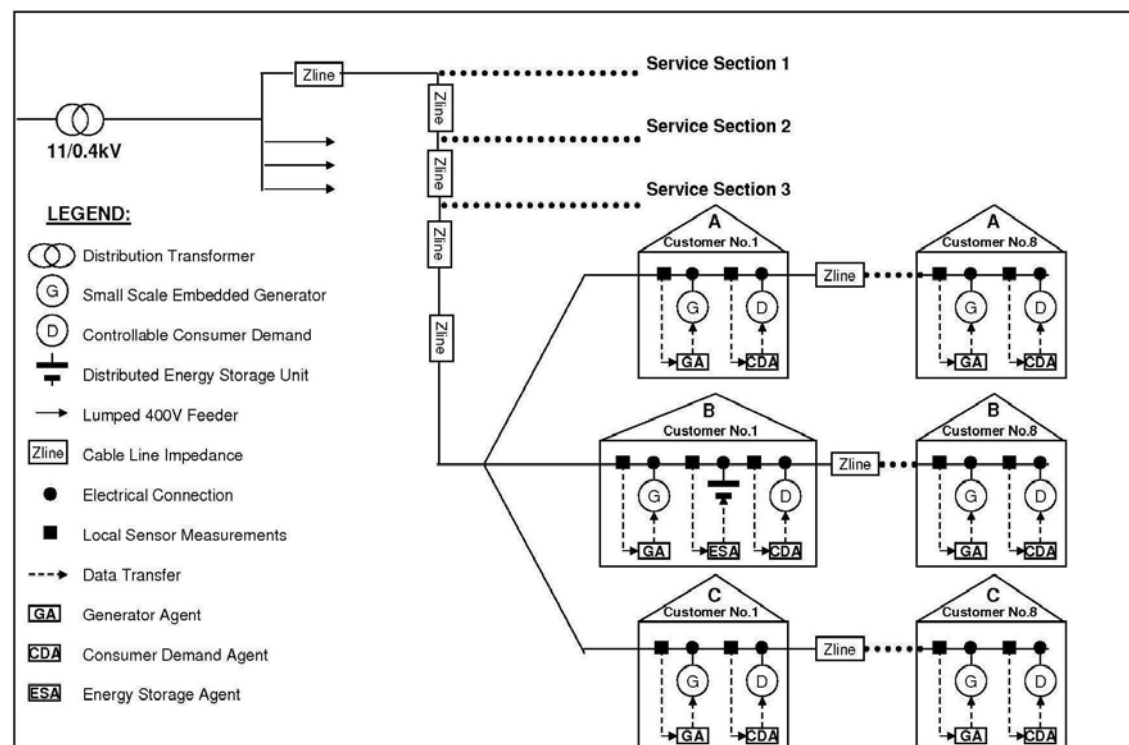 Zline
Service Section 1
Zline
Service Section 2
11/0.4kV
Zline
Service Section 3
LEGEND:
Zline
Distribution Transformer
G Small Scale Embedded Generator
D Controllable Consumer Demand
Distributed Energy Storage Unit
Lumped 400V Feeder
Zline Cable Line Impedance
Electrical Connection
Local Sensor Measurements
Data Transfer
GA Generator Agent
CDA Consumer Demand Agent
ESA Energy Storage Agent
Zline
A
Customer No.1
G D
GA CDA
Zline
A
Customer No.8
G D
GA CDA
B
Customer No.1
G D
GA ESA CDA
Zline
B
Customer No.8
G D
GA CDA
C
Customer No.1
G D
GA CDA
Zline
C
Customer No.8
G D
GA CDA